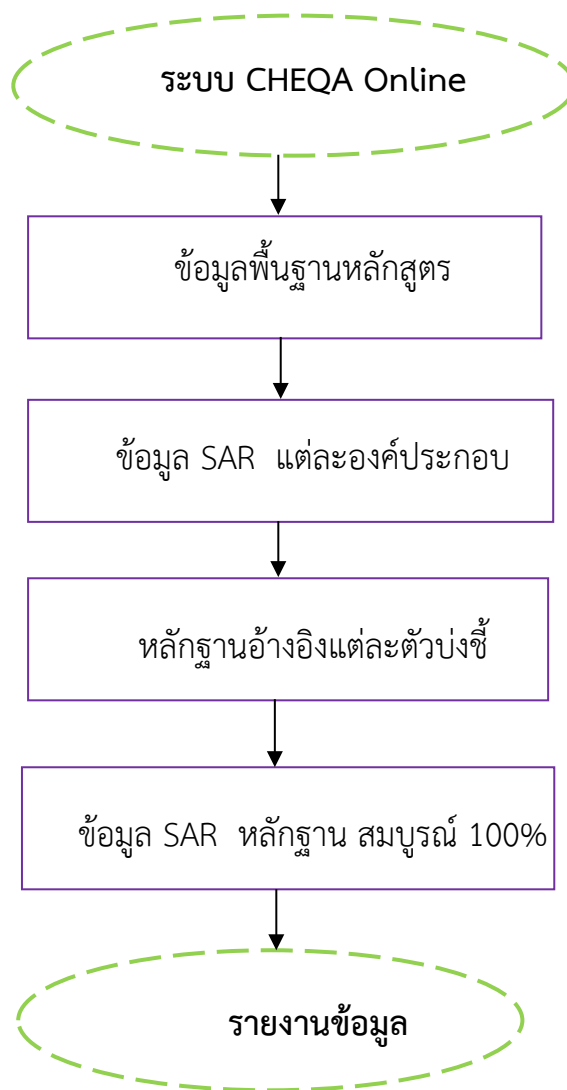 ระบบ CHEQA Online
ข้อมูลพื้นฐานหลักสูตร
ข้อมูล SAR แต่ละองค์ประกอบ
หลักฐานอ้างอิงแต่ละตัวบ่งชี้
ข้อมูล SAR หลักฐาน สมบูรณ์ 100%
รายงานข้อมูล